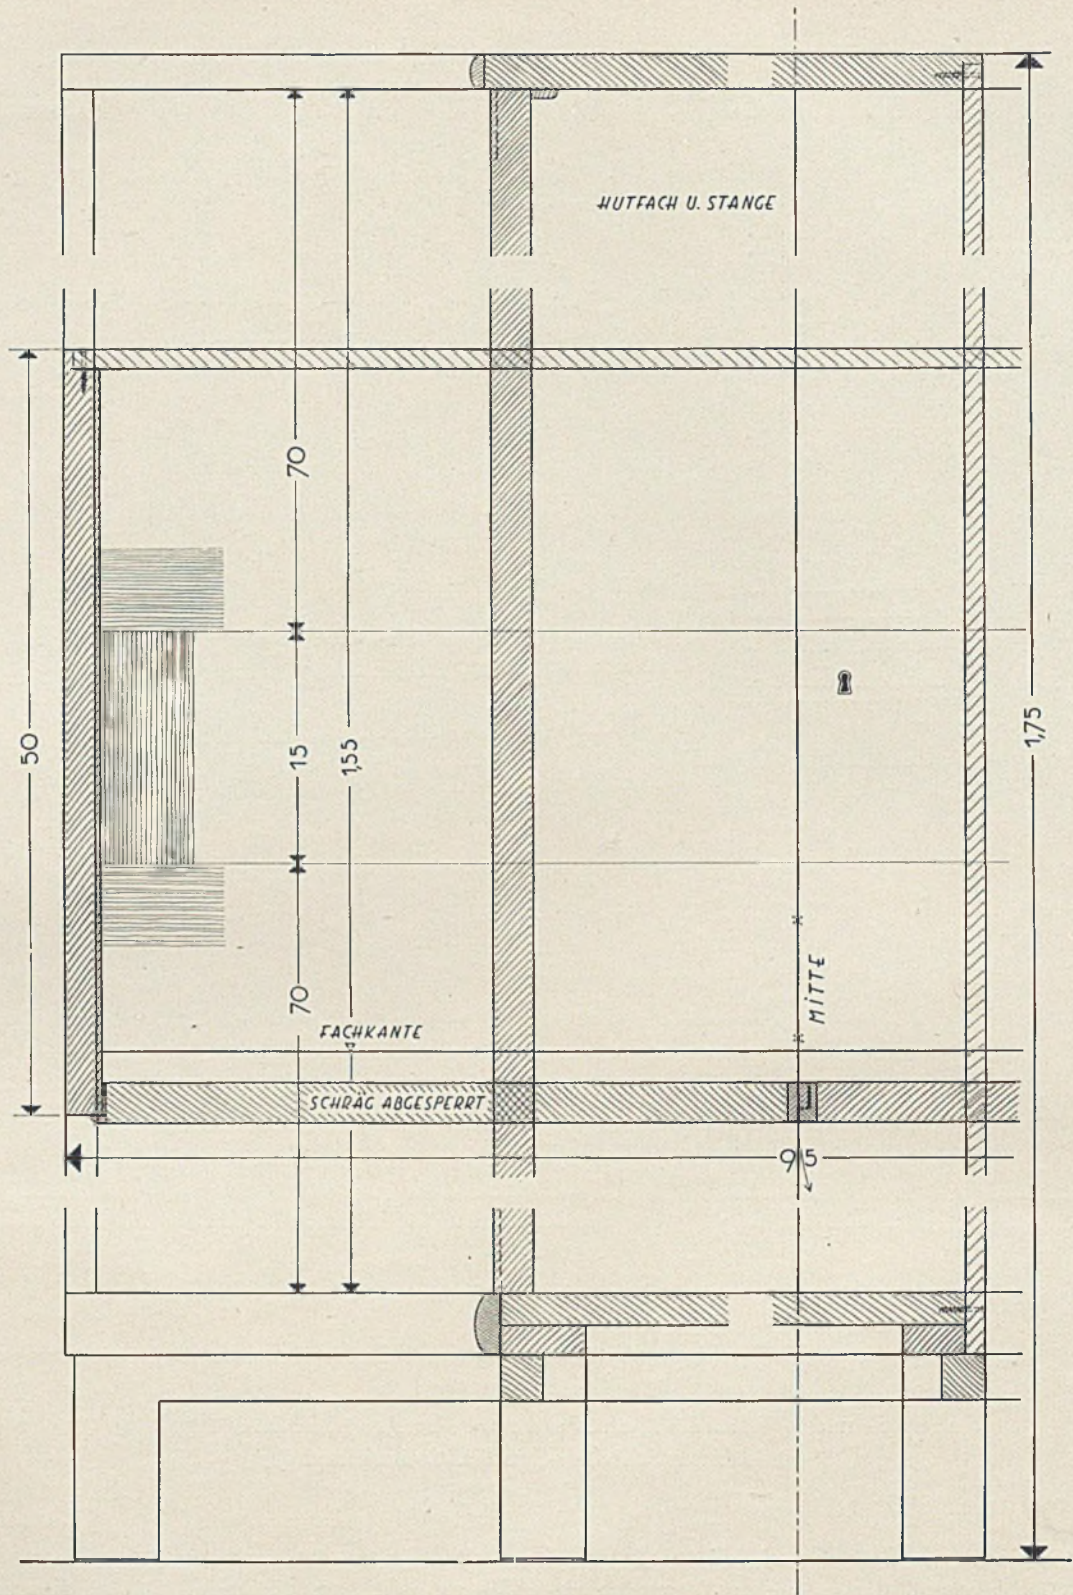 HUTFACH U. STANGE
70
50
15
1,55
1,75
70
MITTE
FACHKANTE
SCHRÄG ABGESPERRT
95